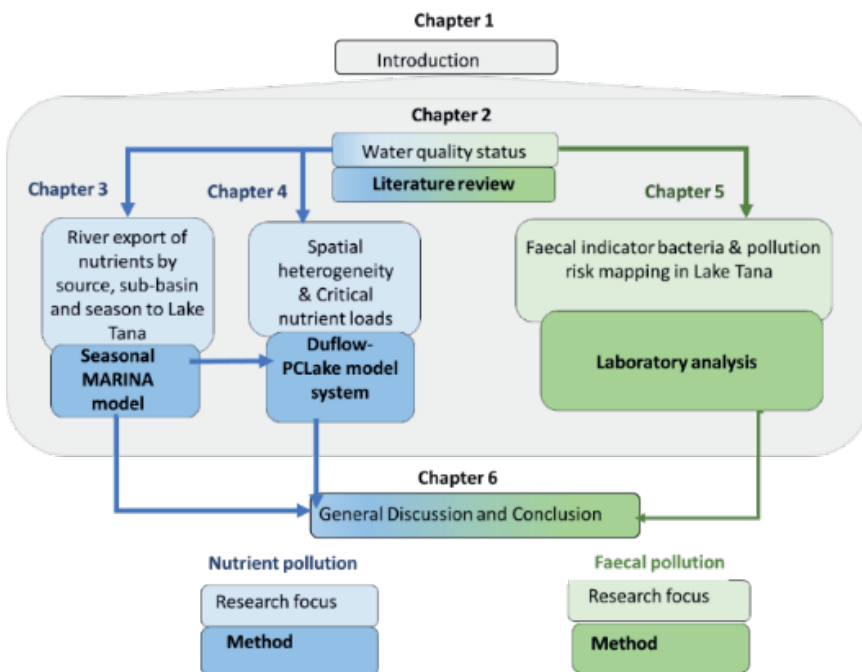 Chapter 1
Introduction
Chapter 2
Water quality status
Literature review
Chapter 3
River export of
nutrients by
source, sub-basin
and season to Lake
Tana
Seasonal
MARINA
model
Chapter 4
Spatial
heterogeneity
& Critical
nutrient loads
Duflow-
PCLake model
system
Chapter 5
Faecal indicator bacteria & pollution
risk mapping in Lake Tana
Laboratory analysis
Chapter 6
General Discussion and Conclusion
Nutrient pollution
Research focus
Method
Faecal pollution
Research focus
Method